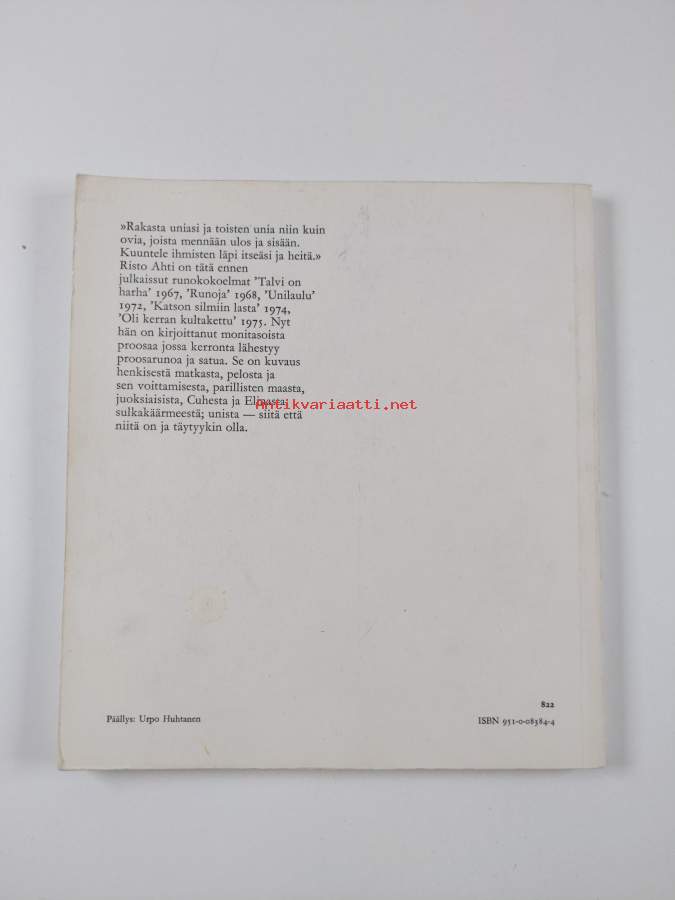 »Rakasta uniasi ja toisten unia niin kuin
ovia, joista mennään ulos ja sisään.
Kuuntele ihmisten läpi itseäsi ja heitä.»
Risto Ahti on tätä ennen
julkaissut runokokoelmat 'Talvi on
harha' 1967, 'Runoja' 1968, 'Unilaulu'
1972, 'Katson silmiin lasta' 1974,
'Oli kerran kultakettu' 1975. Nyt
hän on kirjoittanut monitasoista
proosaa jossa kerronta lähestyy
proosarunoa ja satua. Se on kuvaus
henkisestä matkasta, pelosta ja
sen voittamisesta, parillisten maasta,
juoksiaisista, Cuhesta ja
Antikvariaatti.net
sulkakäärmeestä; unista — siitä että
niitä on ja täytyykin olla.
822
Päällys: Urpo Huhtanen
ISBN 951-0-08384-4